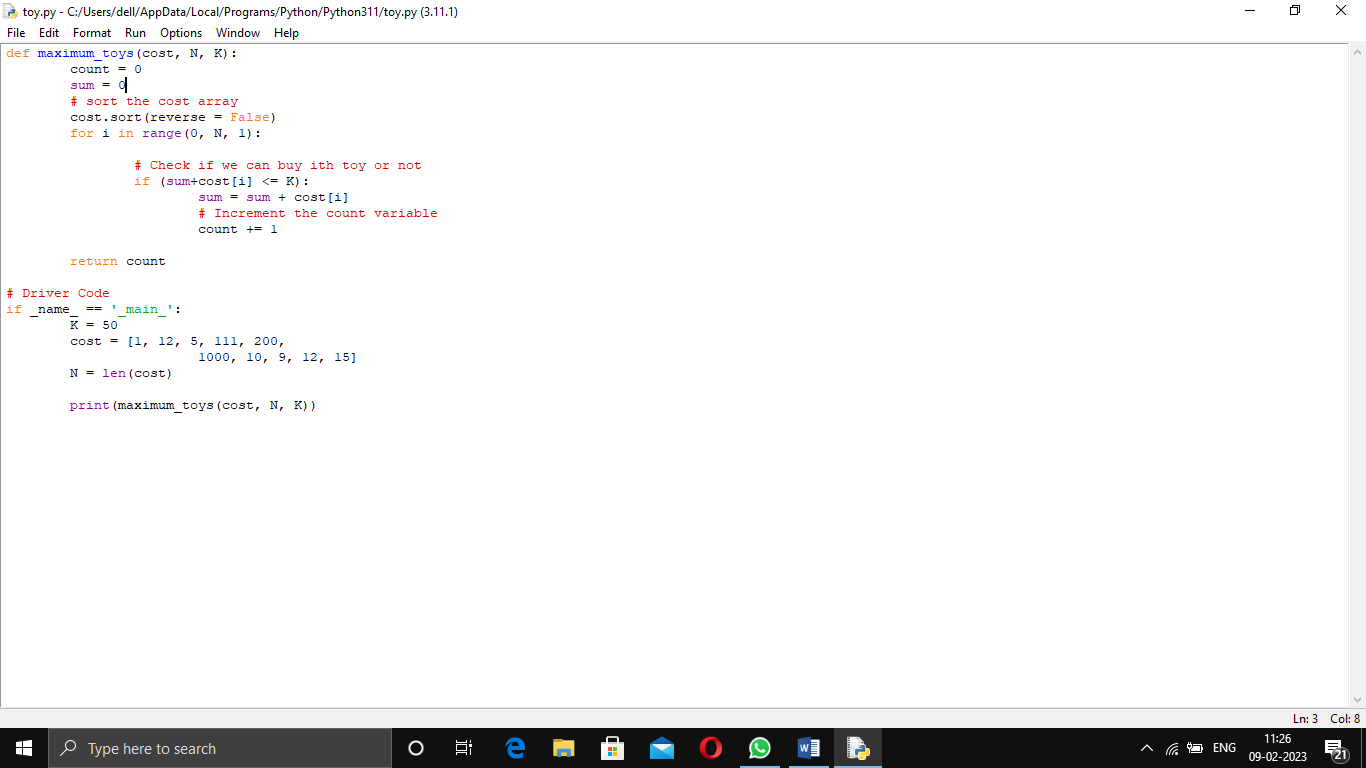 toy.py - C:/Users/dell/AppData/Local/Programs/Python/Python311/toy.py (3.11.1)
File Edit Format Run Options Window Help
def maximum_toys(cost, N, K):
        count = 0
        sum = 0
        # sort the cost array
        cost.sort(reverse = False)
        for i in range(0, N, 1):
                # Check if we can buy ith toy or not
                if (sum+cost[i] <= K):
                        sum = sum + cost[i]
                        # Increment the count variable
                        count += 1
        return count
# Driver Code
if _name_ == '_main_':
        K = 50
        cost = [1, 12, 5, 111, 200,
                        1000, 10, 9, 12, 15]
        N = len(cost)
        print(maximum_toys(cost, N, K))
Ln: 3 Col: 8
Type here to search
ENG
11:26
09-02-2023
21